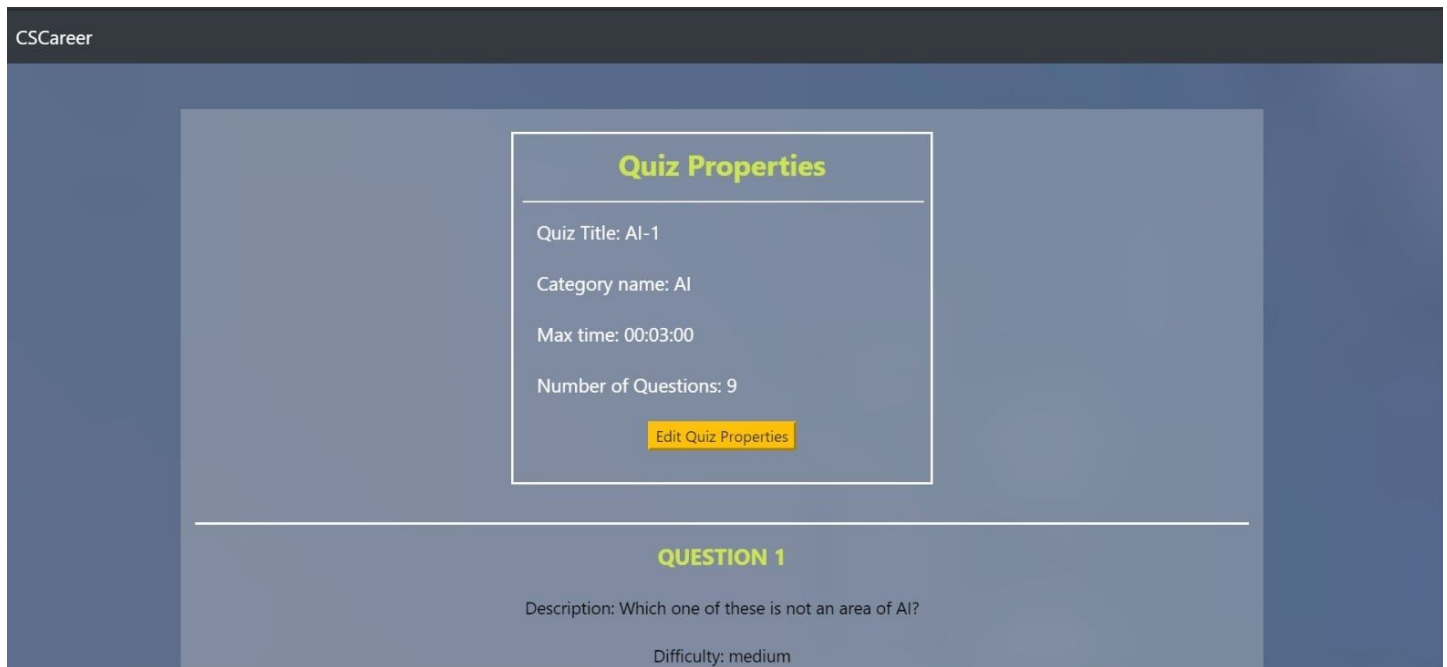 CSCareer
Quiz Properties
Quiz Title: AI-1
Category name: AI
Max time: 00:03:00
Number of Questions: 9
Edit Quiz Properties
QUESTION 1
Description: Which one of these is not an area of AI?
Difficulty: medium